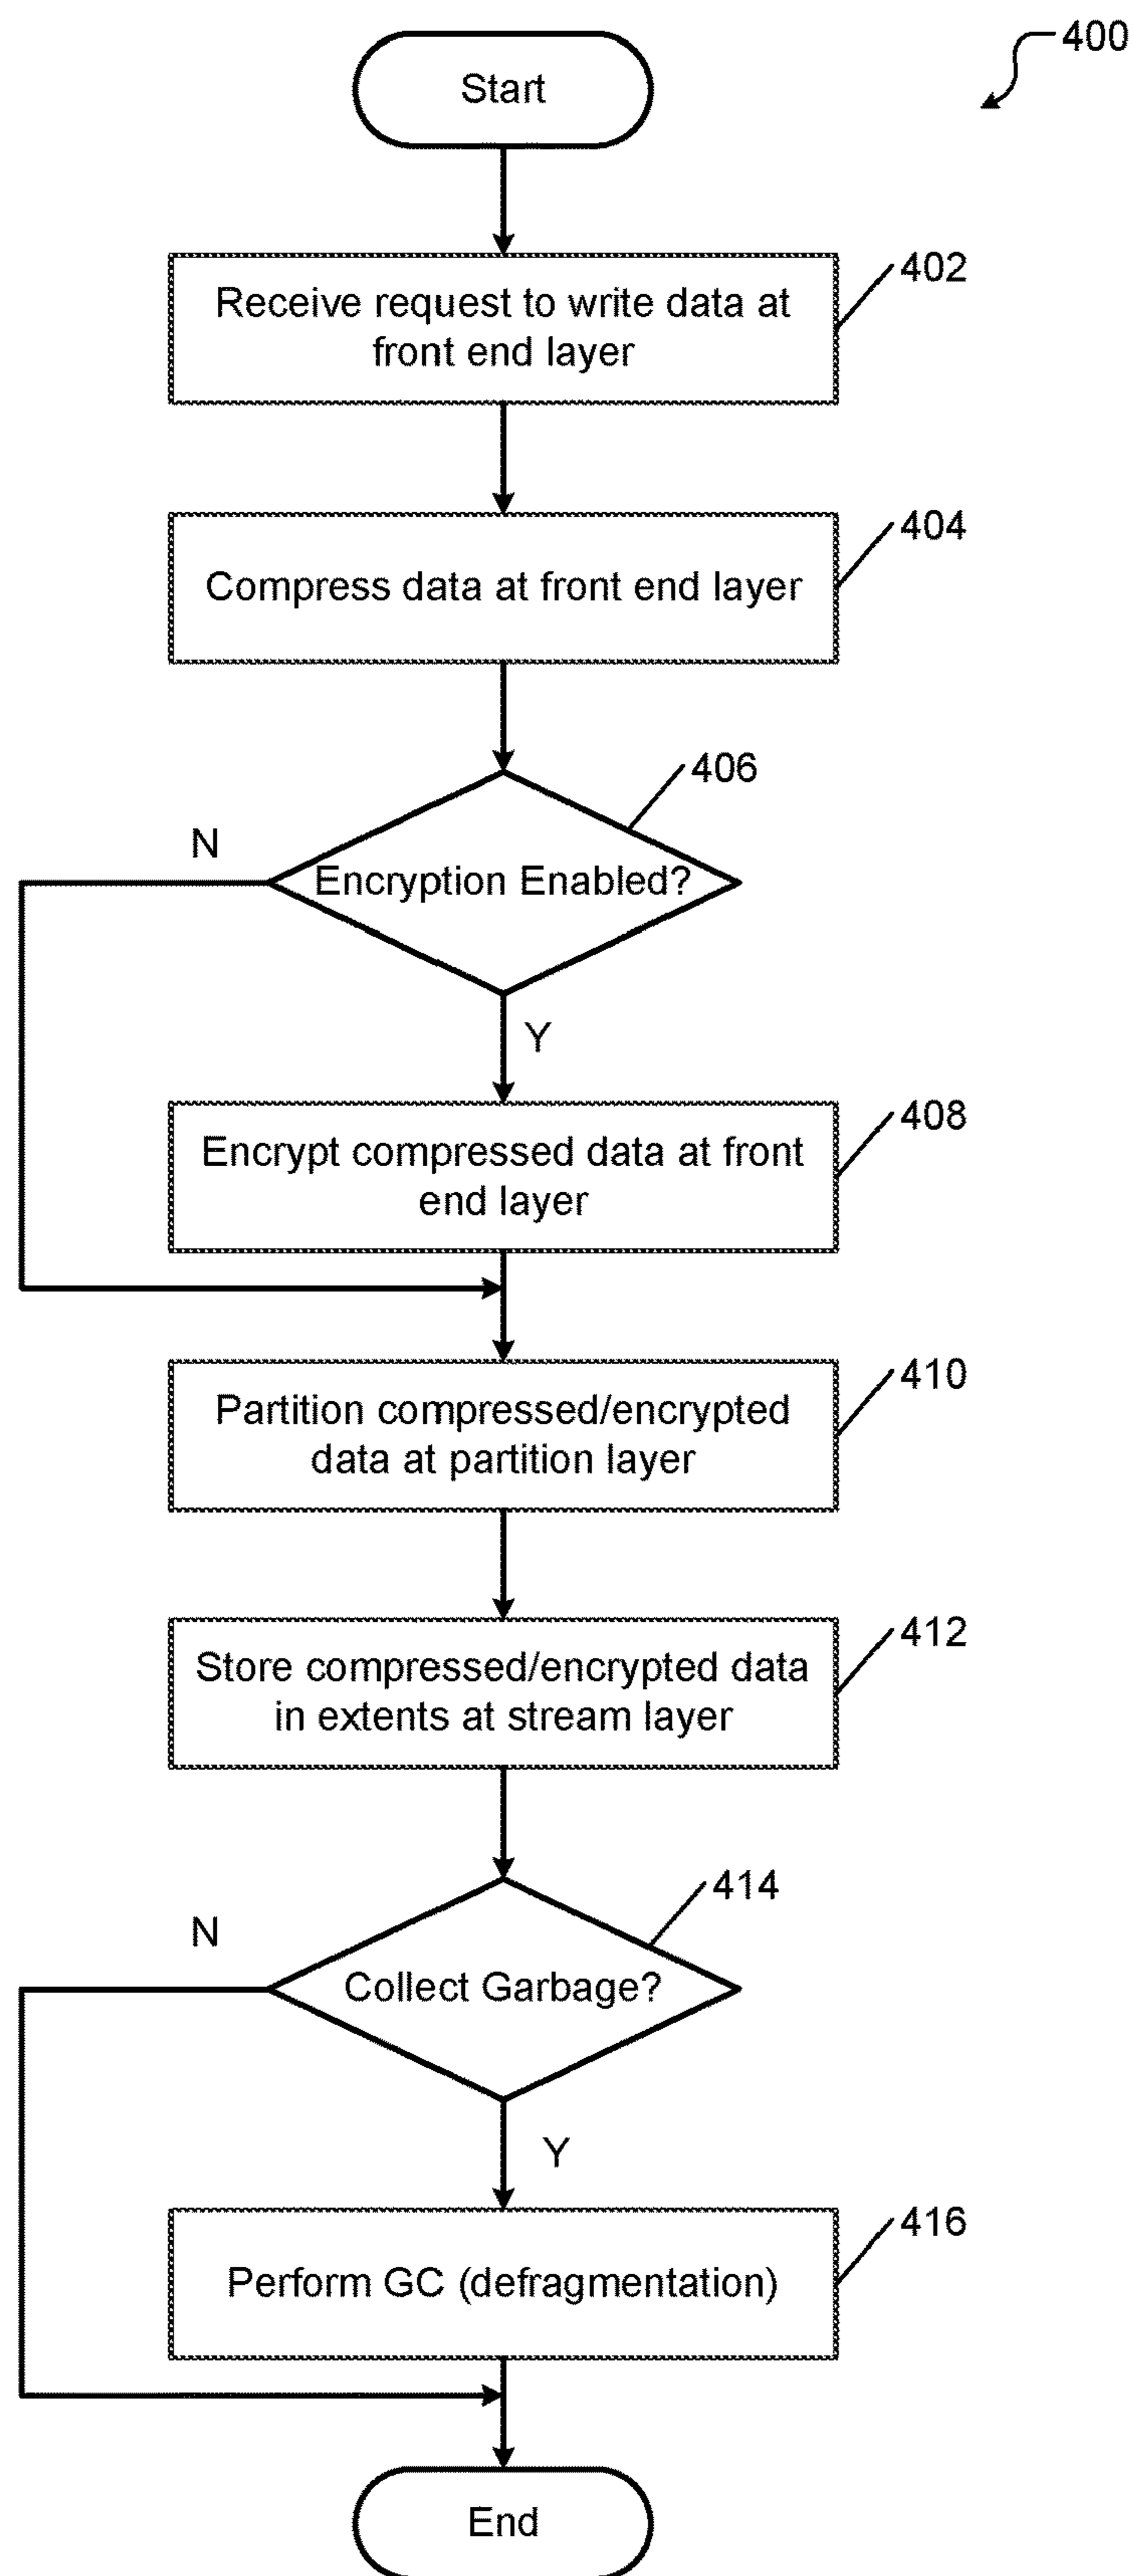 400
Start
402
Receive request to write data at
front end layer
404
Compress data at front end layer
406
N
Encryption Enabled?
Y
408
Encrypt compressed data at front
end layer
410
Partition compressed/encrypted
data at partition layer
412
Store compressed/encrypted data
in extents at stream layer
414
N
Collect Garbage?
Y
416
Perform GC (defragmentation)
End